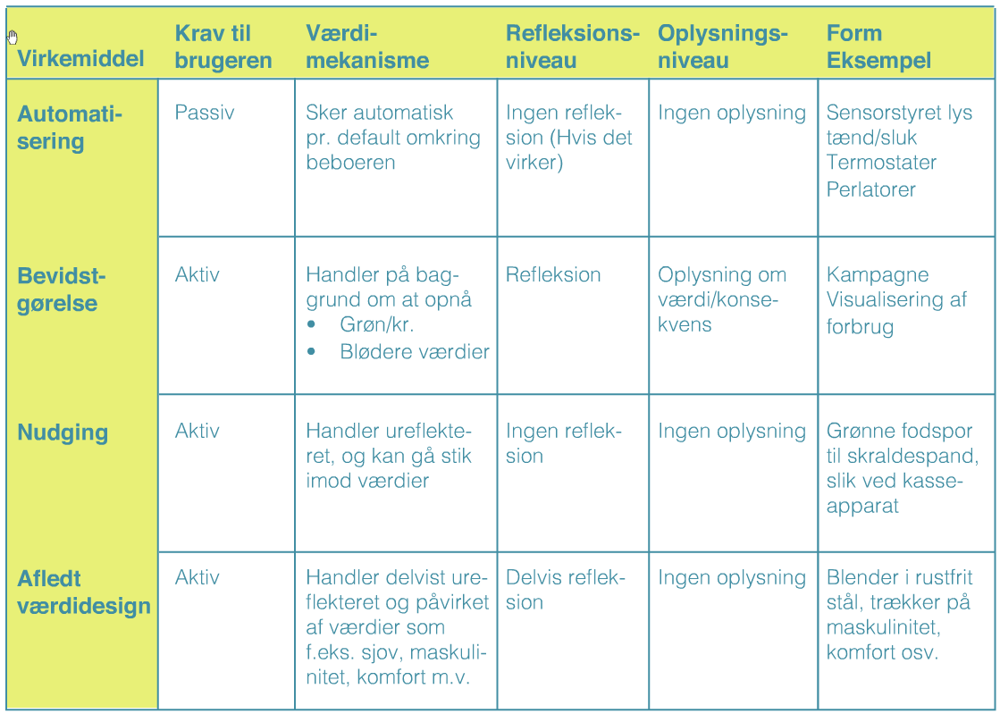 Virkemiddel
Krav til
brugeren
Værdi-
mekanisme
Refleksions-
niveau
Oplysnings-
niveau
Form
Eksempel
Automati-
sering
Passiv
Sker automatisk
pr. default omkring
beboeren
Ingen reflek-
sion (Hvis det
virker)
Ingen oplysning
Sensorstyret lys
tænd/sluk
Termostater
Perlatorer
Bevidst-
gørelse
Aktiv
Handler på bag-
grund om at opnå
• Grøn/kr.
• Blødere værdier
Refleksion
Oplysning om
værdi/konse-
kvens
Kampagne
Visualisering af
forbrug
Nudging
Aktiv
Handler ureflekte-
ret, og kan gå stik
imod værdier
Ingen reflek-
sion
Ingen oplysning
Grønne fodspor
til skraldespand,
slik ved kasse-
apparat
Afledt
værdidesign
Aktiv
Handler delvist ure-
flekteret og påvirket
af værdier som
f.eks. sjov, maskuli-
nitet, komfort m.v.
Delvis reflek-
sion
Ingen oplysning
Blender i rustfrit
stål, trækker på
maskulinitet,
komfort osv.